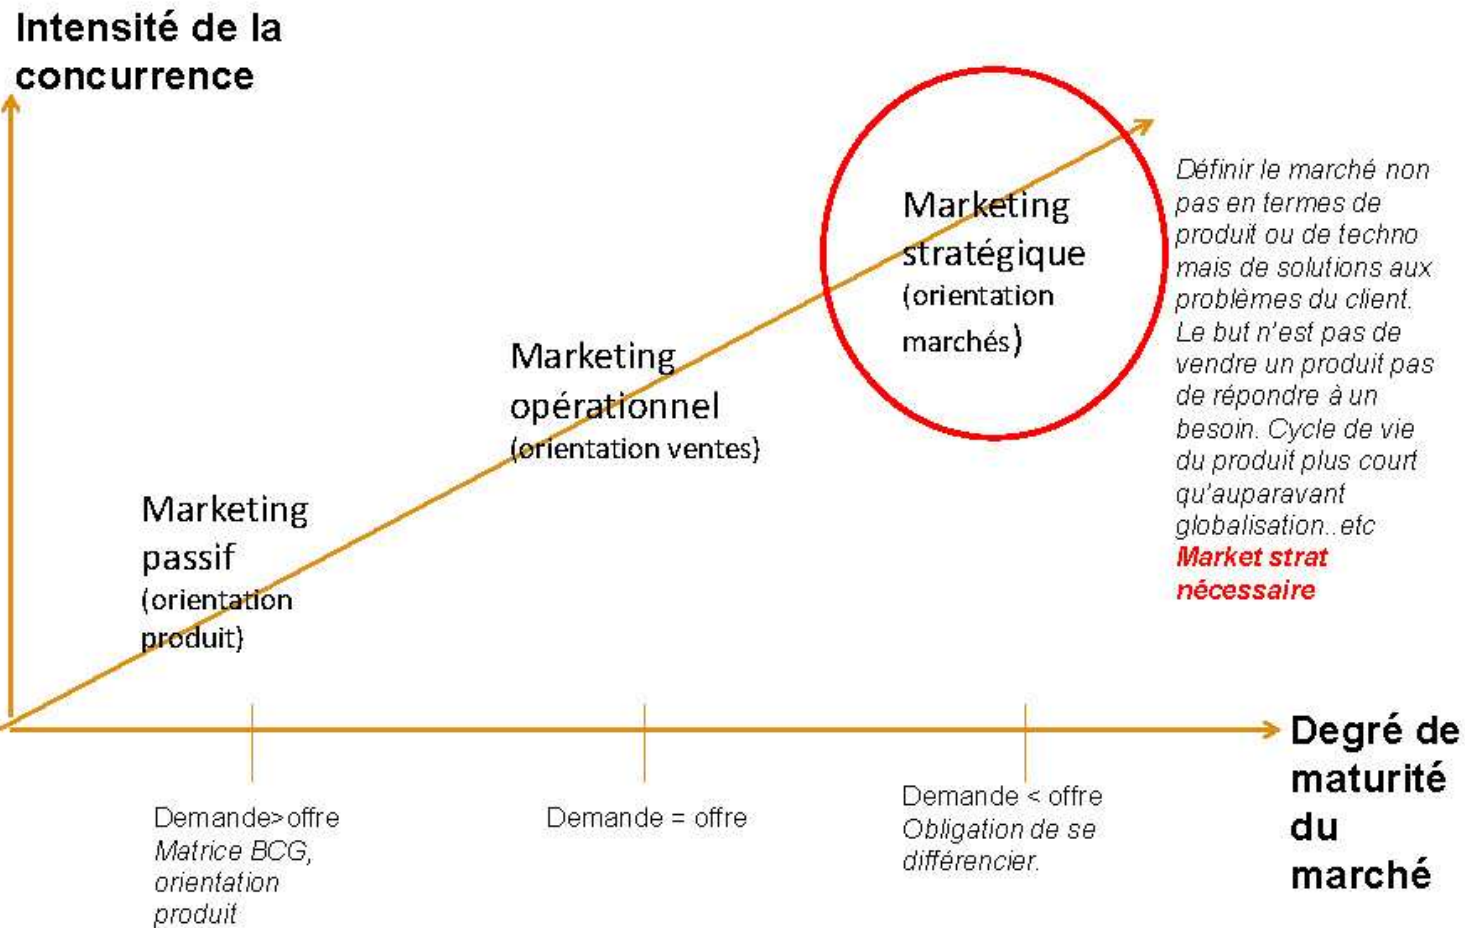 Intensité de la
concurrence
Marketing
stratégique
(orientation
marchés)
Définir le marché non
pas en termes de
produit ou de techno
mais de solutions aux
problèmes du client.
Le but n'est pas de
vendre un produit pas
de répondre à un
besoin. Cycle de vie
du produit plus court
qu'auparavant
globalisation..etc
Market strat
nécessaire
Marketing
opérationnel
(orientation ventes)
Marketing
passif
(orientation
produit)
Degré de
maturité
du
marché
Demande>offre
Matrice BCG,
orientation
produit
Demande = offre
Demande < offre
Obligation de se
différencier.